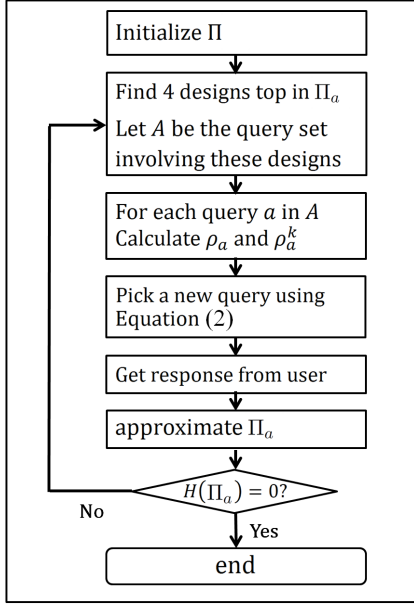 Initialize Π
Find 4 designs top in Πₐ
Let A be the query set
involving these designs
For each query a in A
Calculate ρₐ and ρₐᵏ
Pick a new query using
Equation (2)
Get response from user
approximate Πₐ
H(Πₐ) = 0?
No
Yes
end